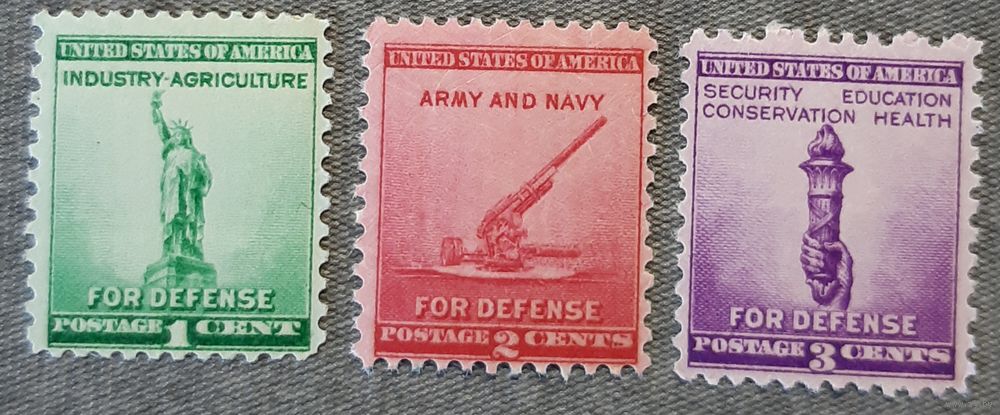 UNITED STATES OF AMERICA
INDUSTRY-AGRICULTURE
FOR DEFENSE
POSTAGE 1 CENT
UNITED STATES OF AMERICA
ARMY AND NAVY
FOR DEFENSE
POSTAGE 2 CENTS
UNITED STATES OF AMERICA
SECURITY EDUCATION
CONSERVATION HEALTH
FOR DEFENSE
POSTAGE 3 CENTS